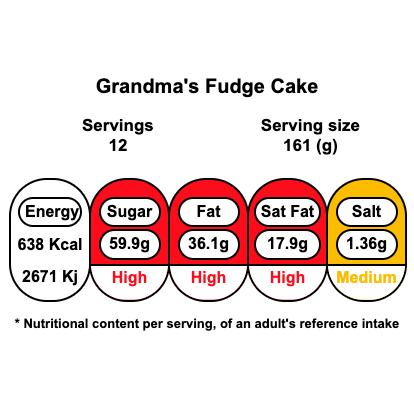 Grandma's Fudge Cake
Servings
12
Serving size
161 (g)
Energy
638 Kcal
2671 Kj
Sugar
59.9g
High
Fat
36.1g
High
Sat Fat
17.9g
High
Salt
1.36g
Medium
* Nutritional content per serving, of an adult's reference intake